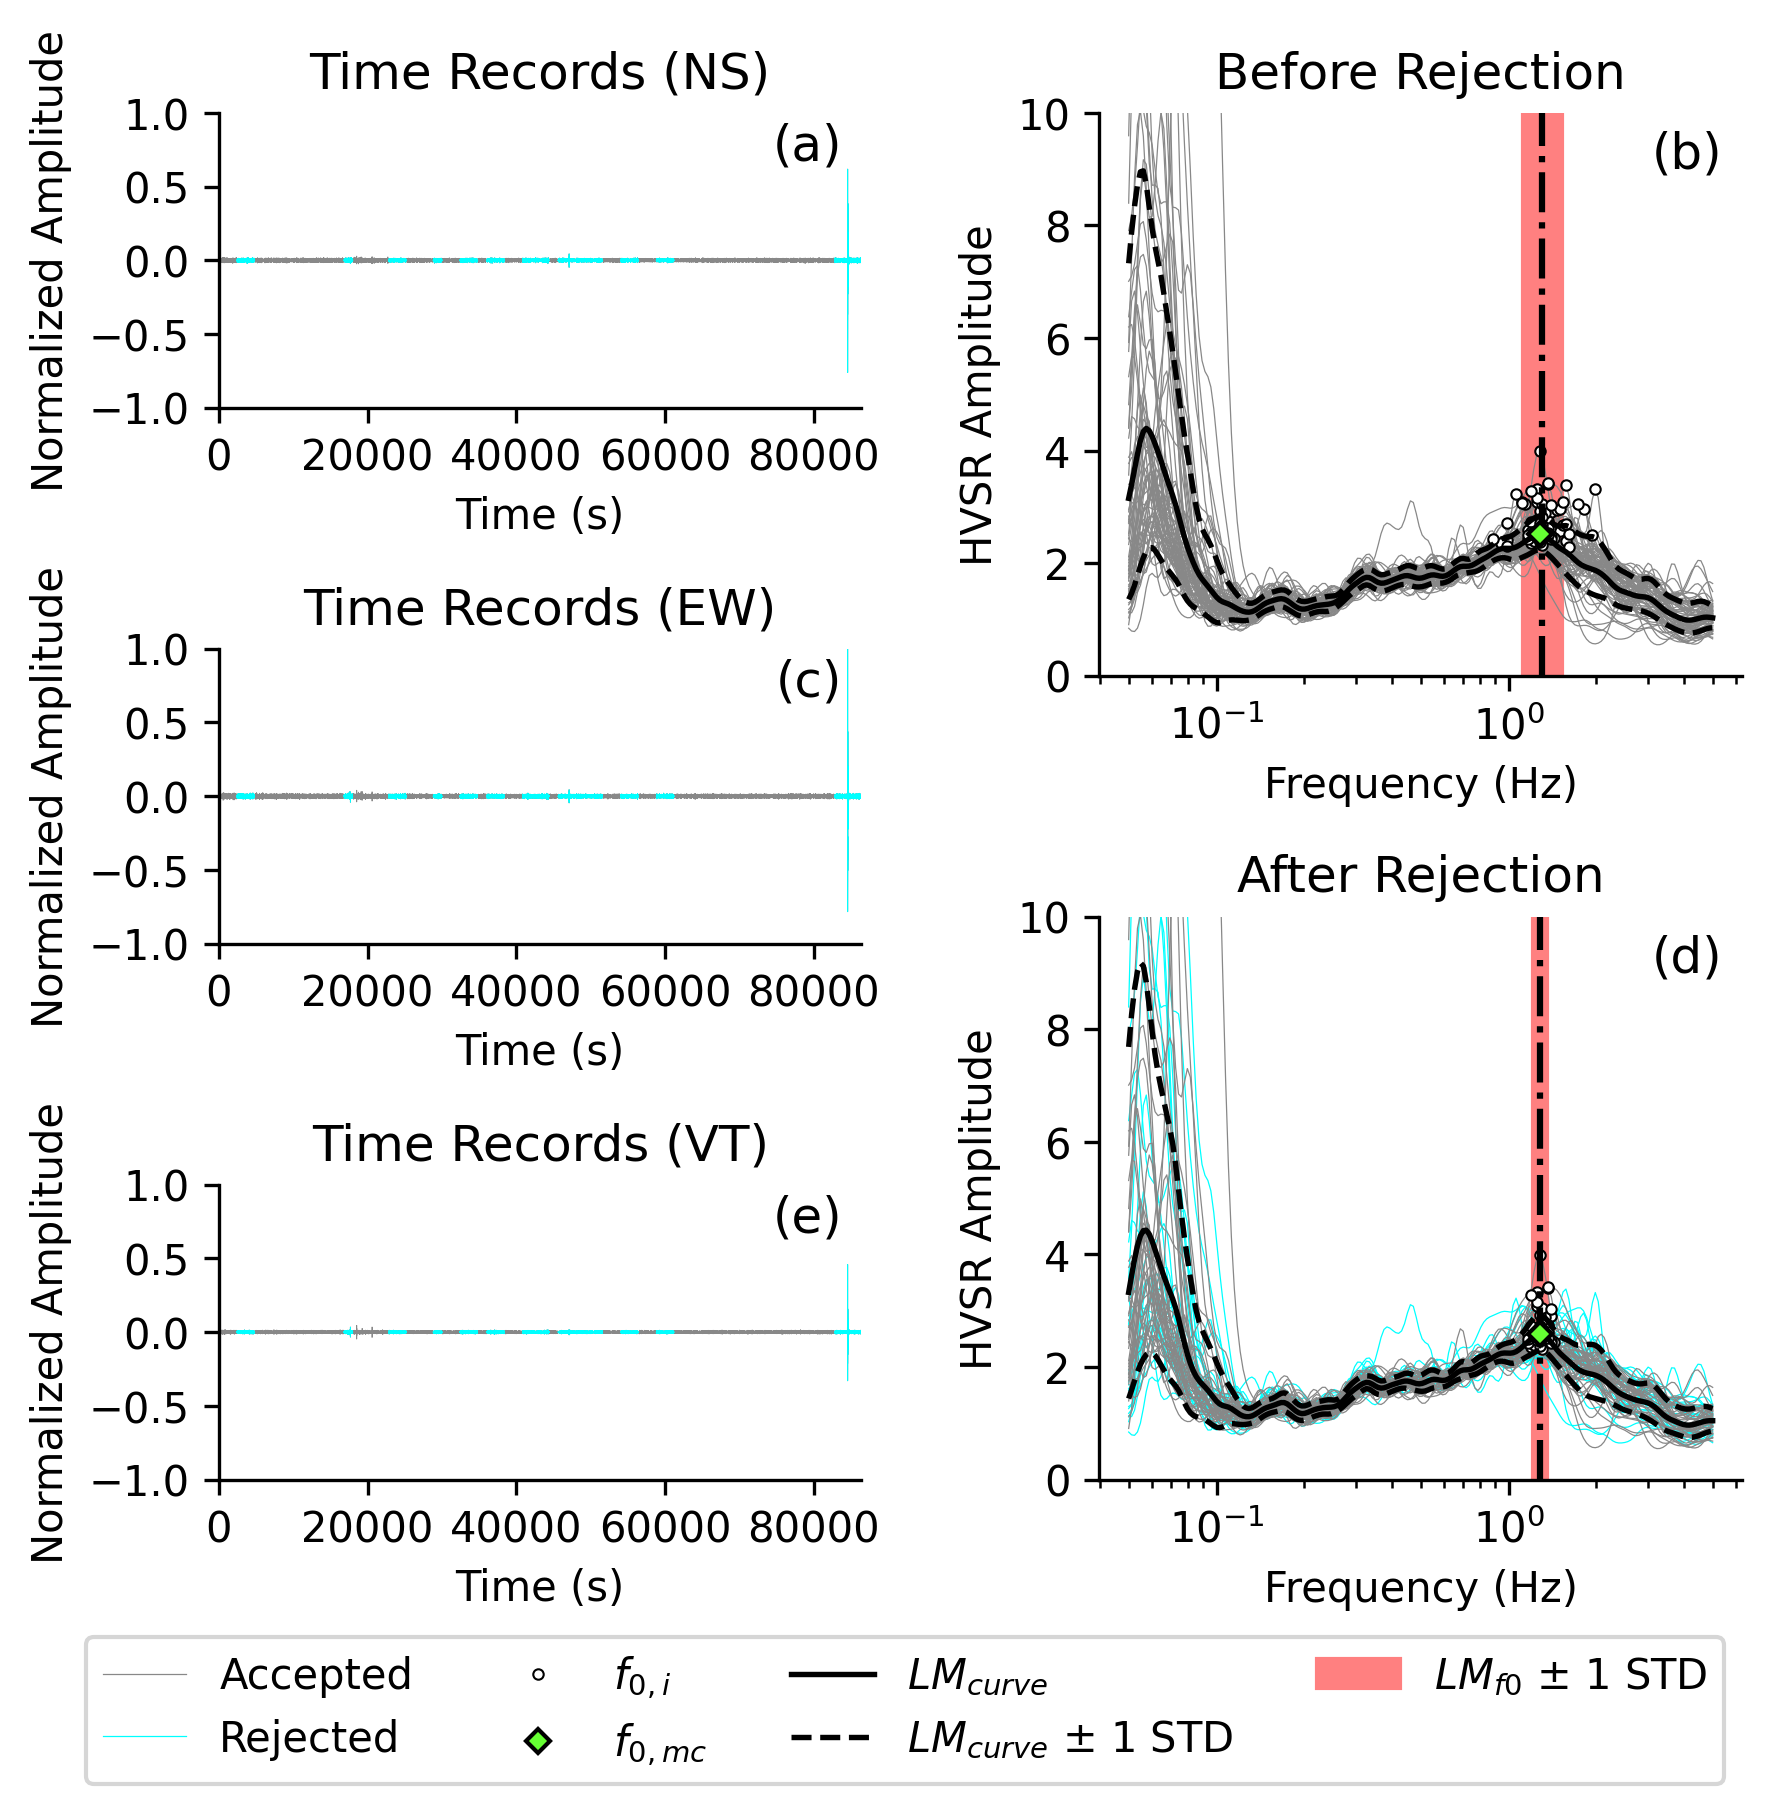 Time Records (NS)
Normalized Amplitude
1.0
0.5
0.0
−0.5
−1.0
(a)
0 20000 40000 60000 80000
Time (s)
Before Rejection
HVSR Amplitude
10
8
6
4
2
0
(b)
10⁻¹ 10⁰
Frequency (Hz)
Time Records (EW)
Normalized Amplitude
1.0
0.5
0.0
−0.5
−1.0
(c)
0 20000 40000 60000 80000
Time (s)
After Rejection
HVSR Amplitude
10
8
6
4
2
0
(d)
10⁻¹ 10⁰
Frequency (Hz)
Time Records (VT)
Normalized Amplitude
1.0
0.5
0.0
−0.5
−1.0
(e)
0 20000 40000 60000 80000
Time (s)
Accepted
Rejected
f0,i
f0,mc
LMcurve
LMcurve ± 1 STD
LMf0 ± 1 STD